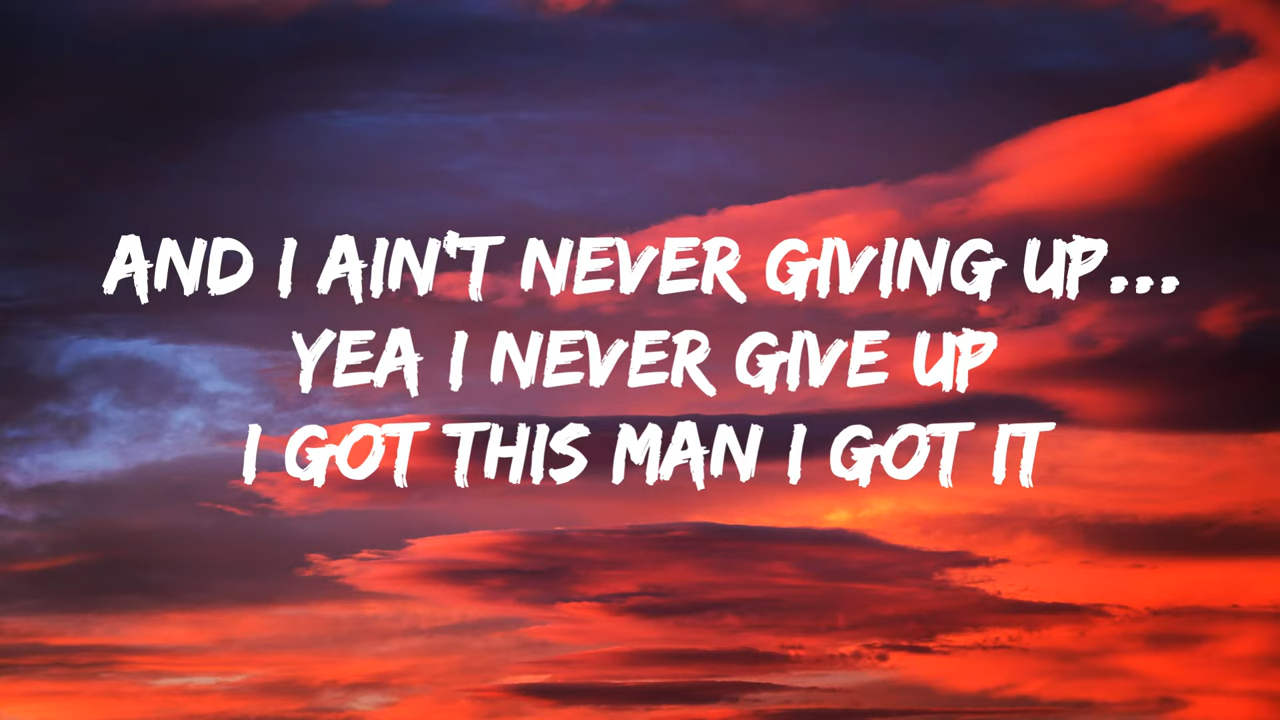 AND I AIN'T NEVER GIVING UP...
YEA I NEVER GIVE UP
I GOT THIS MAN I GOT IT